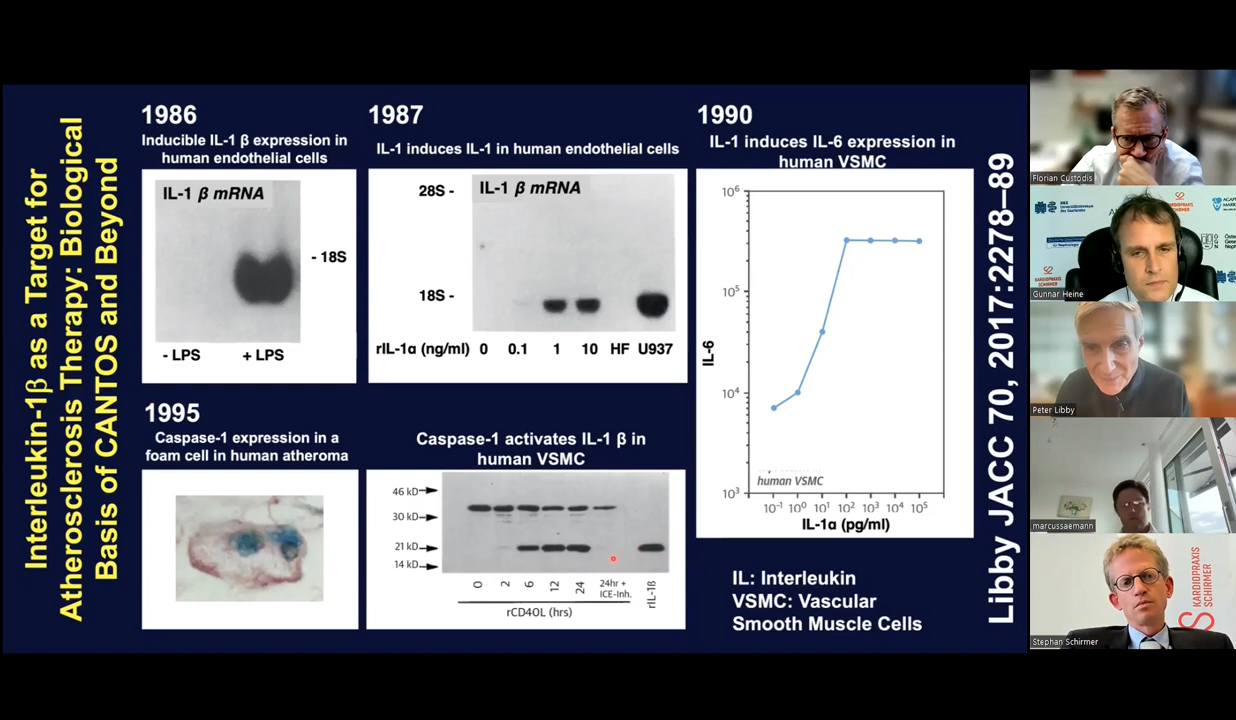 Interleukin-1β as a Target for
Atherosclerosis Therapy: Biological
Basis of CANTOS and Beyond
1986
Inducible IL-1 β expression in
human endothelial cells
IL-1 β mRNA
- 18S
- LPS
+ LPS
1987
IL-1 induces IL-1 in human endothelial cells
28S -
IL-1 β mRNA
18S -
rIL-1α (ng/ml) 0 0.1 1 10 HF U937
1990
IL-1 induces IL-6 expression in
human VSMC
10⁶
10⁵
10⁴
10³
IL-6
human VSMC
10⁻¹ 10⁰ 10¹ 10² 10³ 10⁴ 10⁵
IL-1α (pg/ml)
1995
Caspase-1 expression in a
foam cell in human atheroma
Caspase-1 activates IL-1 β in
human VSMC
46 kD
30 kD
21 kD
14 kD
0 2 6 12 24 24hr +
ICE-Inh.
rIL-1ß
rCD40L (hrs)
IL: Interleukin
VSMC: Vascular
Smooth Muscle Cells
Libby JACC 70, 2017:2278–89
Florian Custodis
Gunnar Heine
Peter Libby
marcussaemann
KARDIOPRAXIS
SCHIRMER
Stephan Schirmer